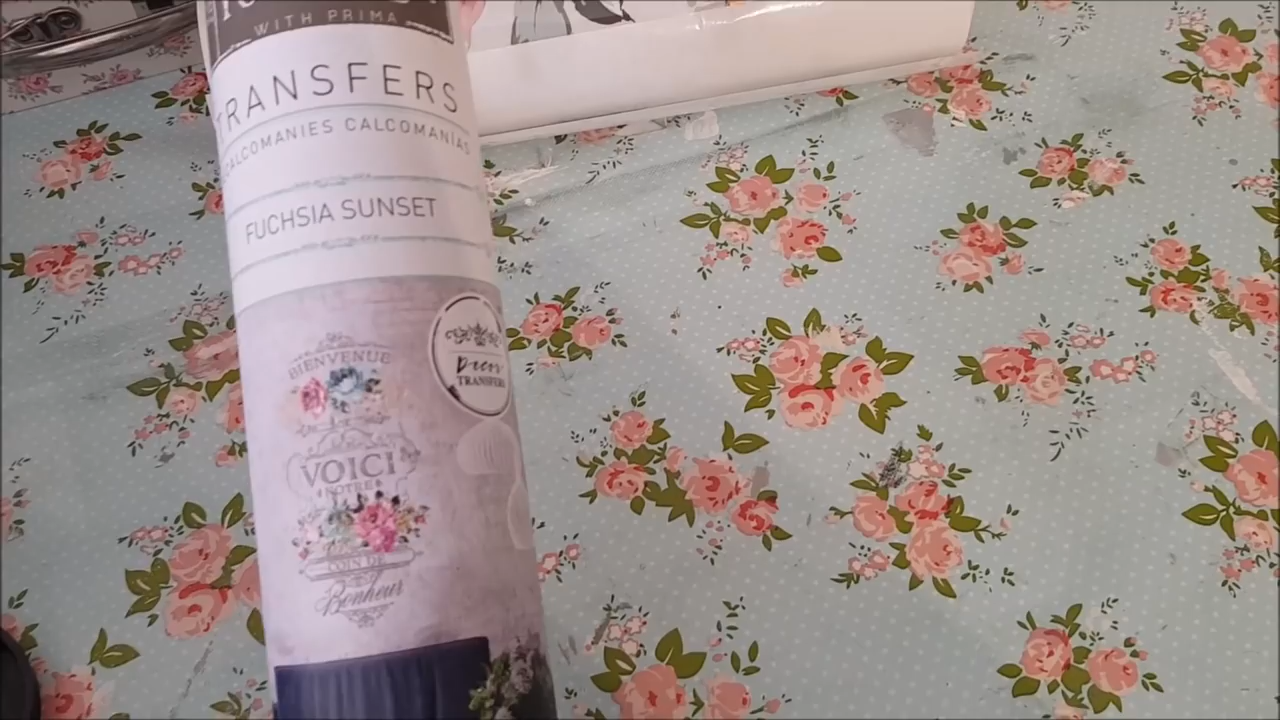 WITH PRIMA
TRANSFERS
CALCOMANIES CALCOMANÍAS
FUCHSIA SUNSET
BIENVENUE
Decor
TRANSFERS
VOICI
NOTRE
COIN DE
Bonheur